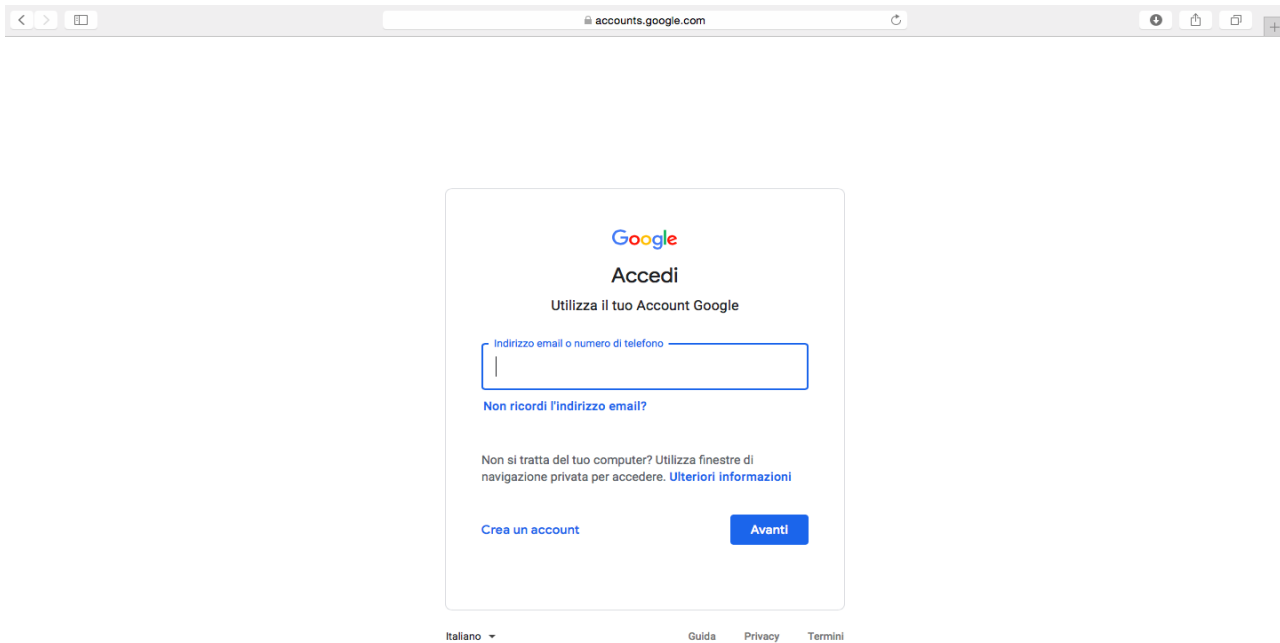 accounts.google.com
Google
Accedi
Utilizza il tuo Account Google
Indirizzo email o numero di telefono
Non ricordi l'indirizzo email?
Non si tratta del tuo computer? Utilizza finestre di
navigazione privata per accedere. Ulteriori informazioni
Crea un account Avanti
Italiano Guida Privacy Termini